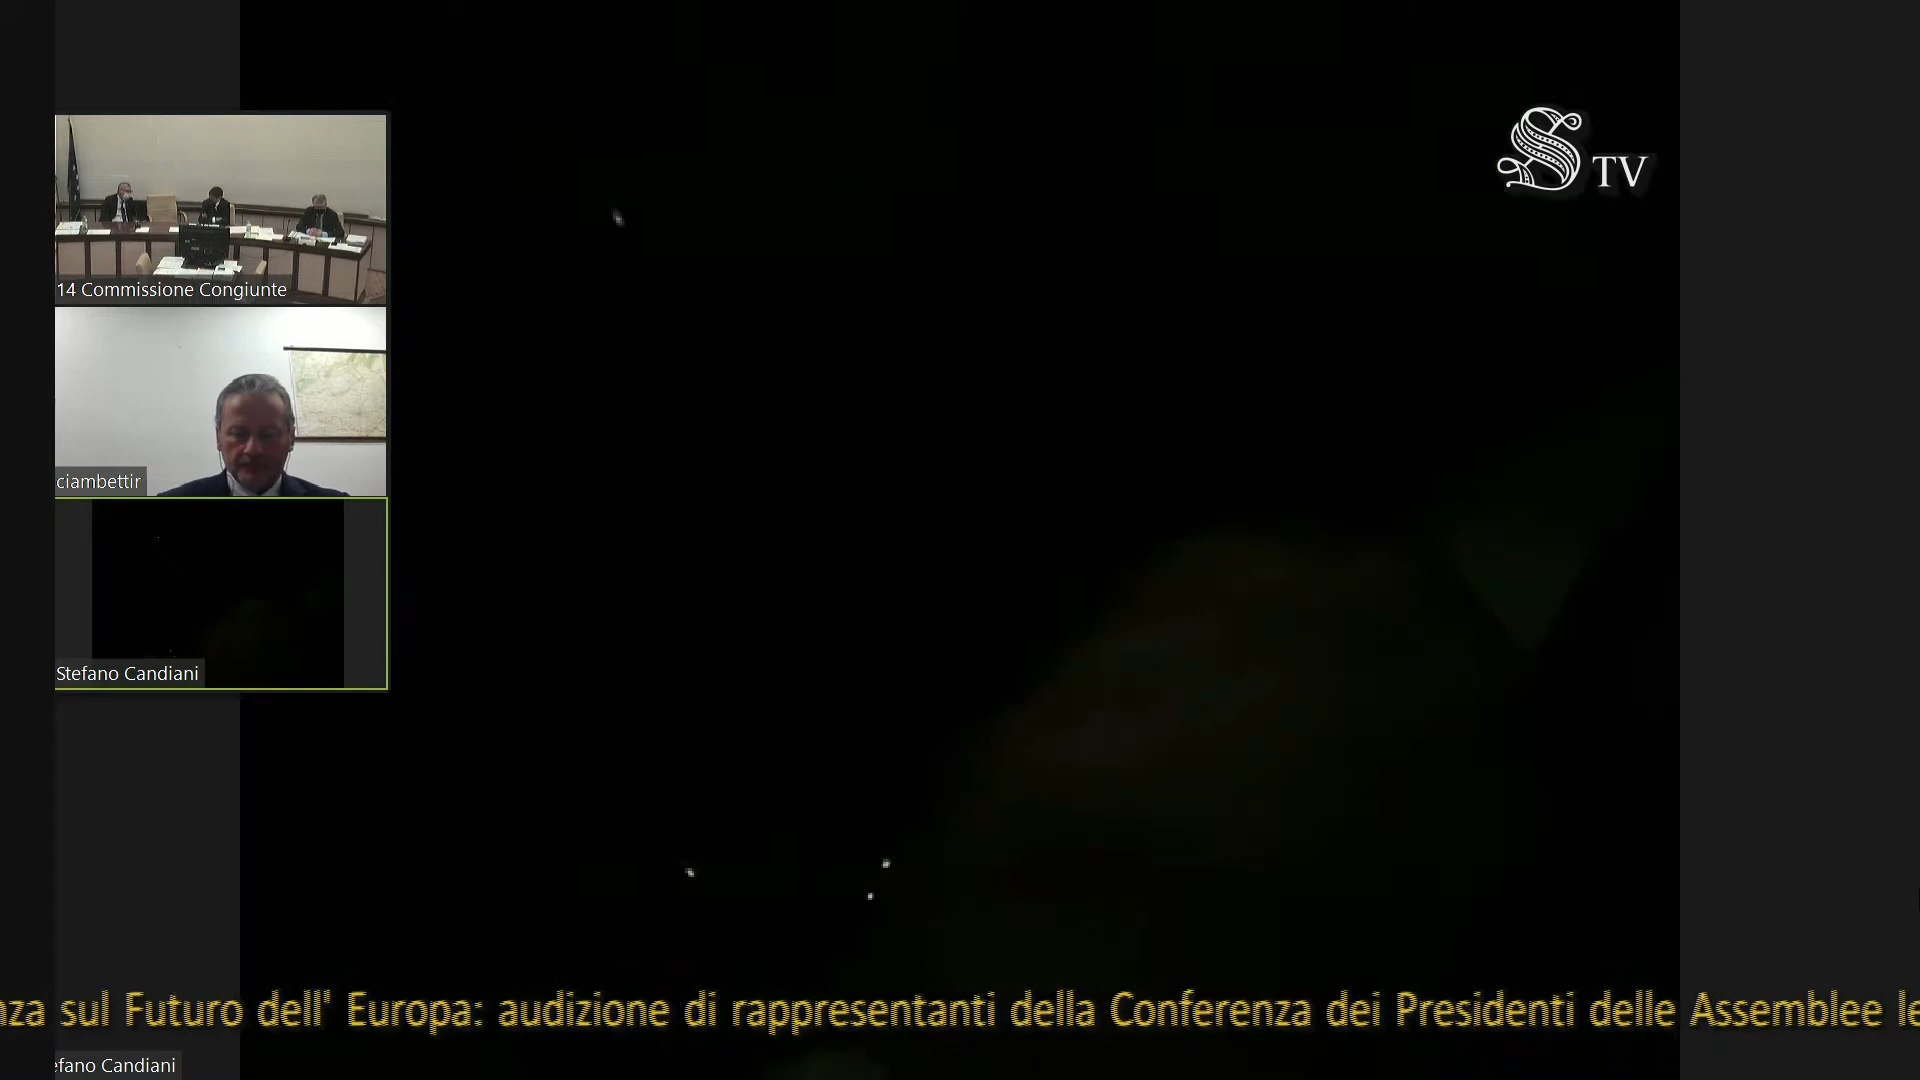 S TV
14 Commissione Congiunte
ciambettir
Stefano Candiani
nza sul Futuro dell' Europa: audizione di rappresentanti della Conferenza dei Presidenti delle Assemblee le
efano Candiani